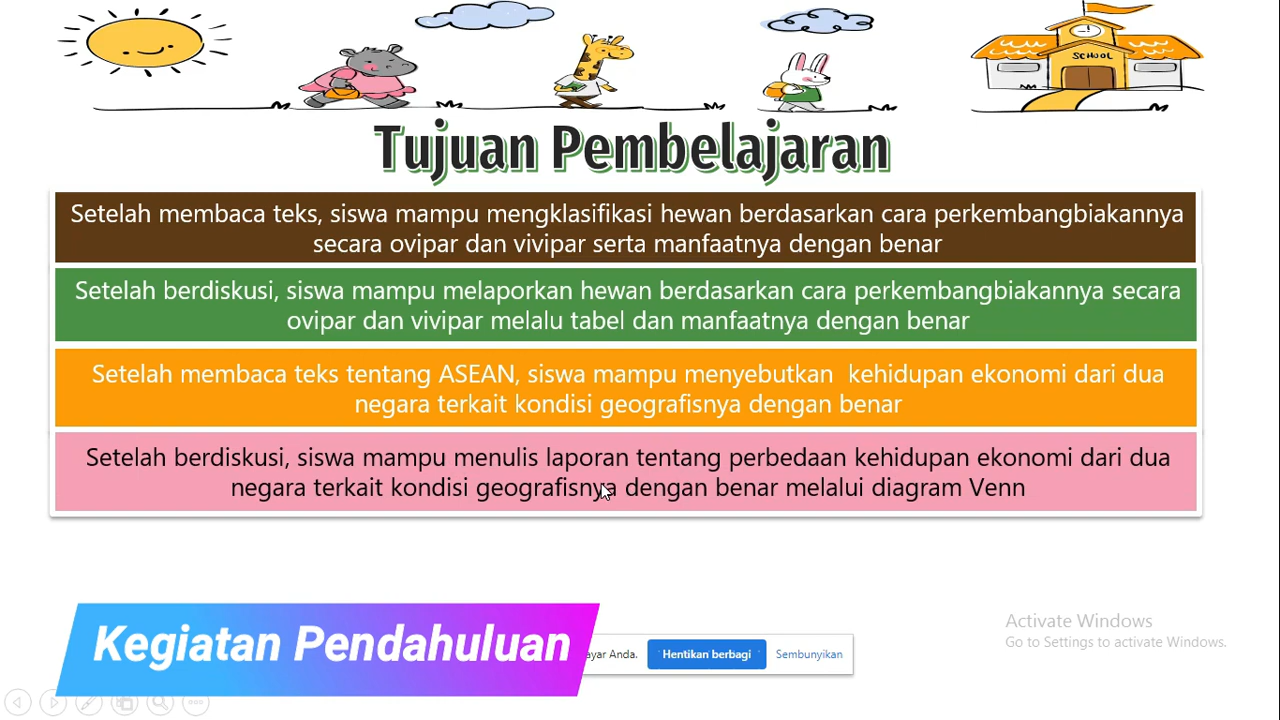 SCHOOL
Tujuan Pembelajaran
Setelah membaca teks, siswa mampu mengklasifikasi hewan berdasarkan cara perkembangbiakannya
secara ovipar dan vivipar serta manfaatnya dengan benar
Setelah berdiskusi, siswa mampu melaporkan hewan berdasarkan cara perkembangbiakannya secara
ovipar dan vivipar melalu tabel dan manfaatnya dengan benar
Setelah membaca teks tentang ASEAN, siswa mampu menyebutkan kehidupan ekonomi dari dua
negara terkait kondisi geografisnya dengan benar
Setelah berdiskusi, siswa mampu menulis laporan tentang perbedaan kehidupan ekonomi dari dua
negara terkait kondisi geografisnya dengan benar melalui diagram Venn
Kegiatan Pendahuluan
Anda.
Hentikan berbagi
Sembunyikan
Activate Windows
Go to Settings to activate Windows.